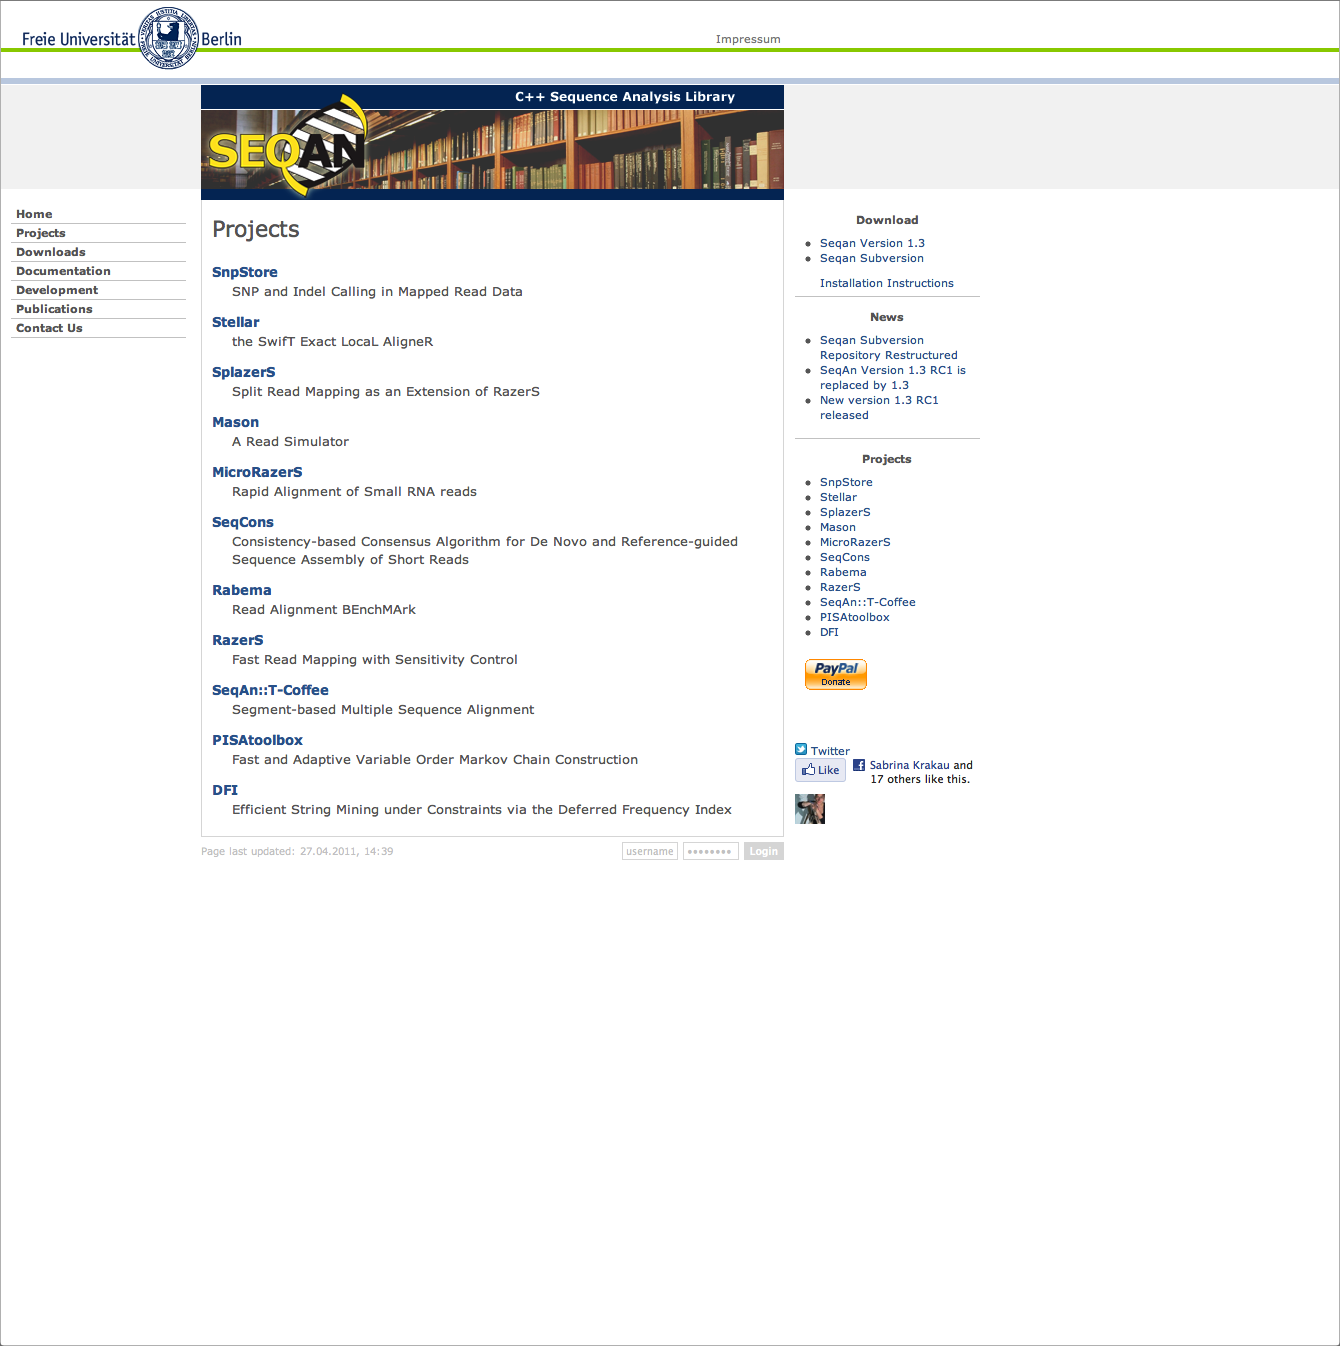 Freie Universität Berlin
Impressum
C++ Sequence Analysis Library
SEQAN
Home
Projects
Downloads
Documentation
Development
Publications
Contact Us
Projects
SnpStore
SNP and Indel Calling in Mapped Read Data
Stellar
the SwifT Exact LocaL AligneR
SplazerS
Split Read Mapping as an Extension of RazerS
Mason
A Read Simulator
MicroRazerS
Rapid Alignment of Small RNA reads
SeqCons
Consistency-based Consensus Algorithm for De Novo and Reference-guided
Sequence Assembly of Short Reads
Rabema
Read Alignment BEnchMArk
RazerS
Fast Read Mapping with Sensitivity Control
SeqAn::T-Coffee
Segment-based Multiple Sequence Alignment
PISAtoolbox
Fast and Adaptive Variable Order Markov Chain Construction
DFI
Efficient String Mining under Constraints via the Deferred Frequency Index
Page last updated: 27.04.2011, 14:39
username
••••••••
Login
Download
Seqan Version 1.3
Seqan Subversion
Installation Instructions
News
Seqan Subversion
Repository Restructured
SeqAn Version 1.3 RC1 is
replaced by 1.3
New version 1.3 RC1
released
Projects
SnpStore
Stellar
SplazerS
Mason
MicroRazerS
SeqCons
Rabema
RazerS
SeqAn::T-Coffee
PISAtoolbox
DFI
PayPal
Donate
Twitter
Like
Sabrina Krakau and
17 others like this.